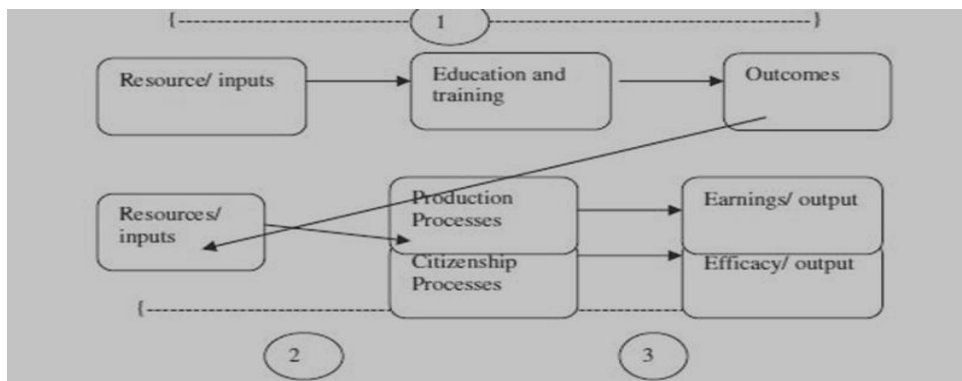 1
Resource/ inputs
Education and
training
Outcomes
Resources/
inputs
Production
Processes
Earnings/ output
Citizenship
Processes
Efficacy/ output
2
3